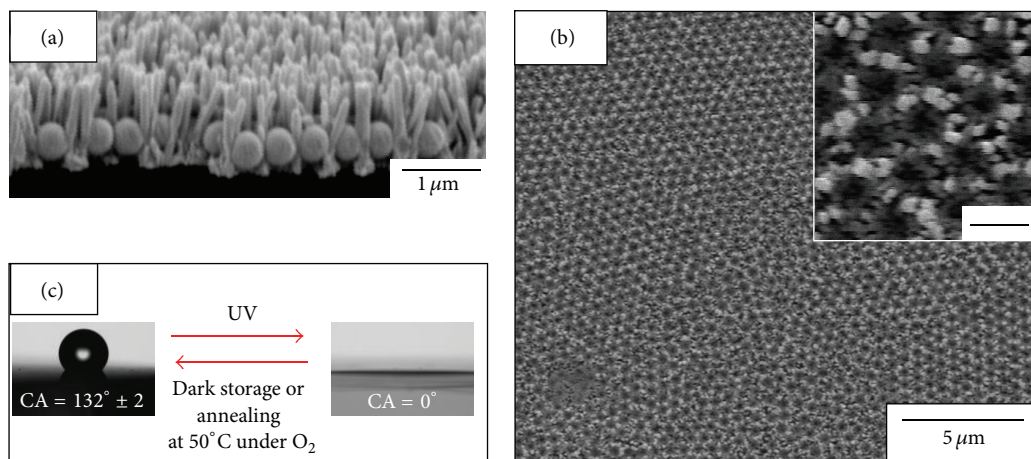 (a)
1 μm
(b)
5 μm
(c)
UV
CA = 132° ± 2
CA = 0°
Dark storage or
annealing
at 50°C under O₂